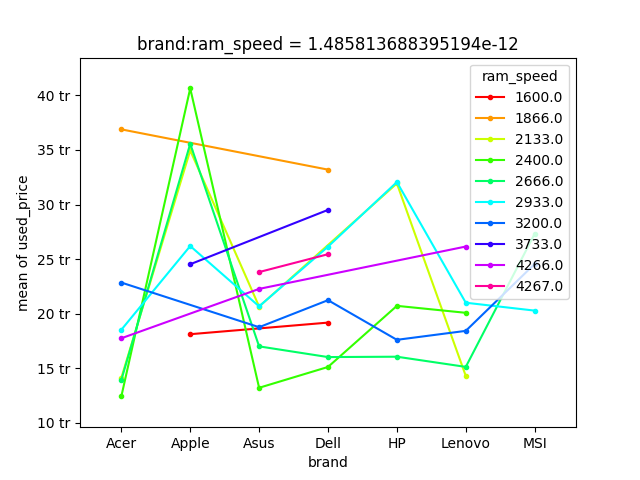 brand:ram_speed = 1.485813688395194e-12
ram_speed
1600.0
1866.0
2133.0
2400.0
2666.0
2933.0
3200.0
3733.0
4266.0
4267.0
mean of used_price
40 tr
35 tr
30 tr
25 tr
20 tr
15 tr
10 tr
Acer Apple Asus Dell HP Lenovo MSI
brand